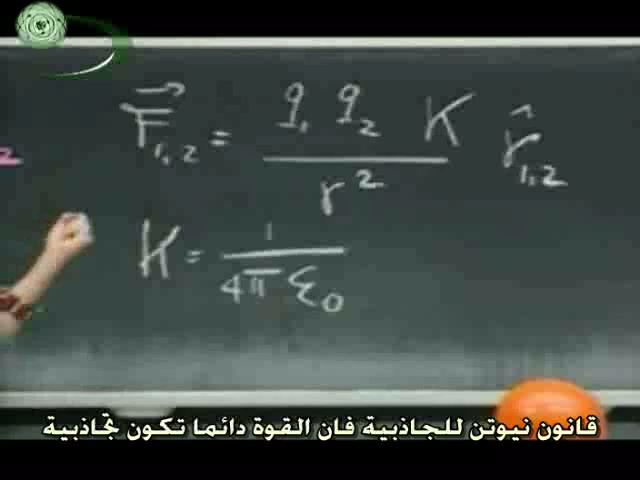 F⃗₁,₂ = q₁ q₂ K / r² r̂₁,₂
K = 1 / 4π ε₀
قانون نيوتن للجاذبية فان القوة دائما تكون تجاذبية